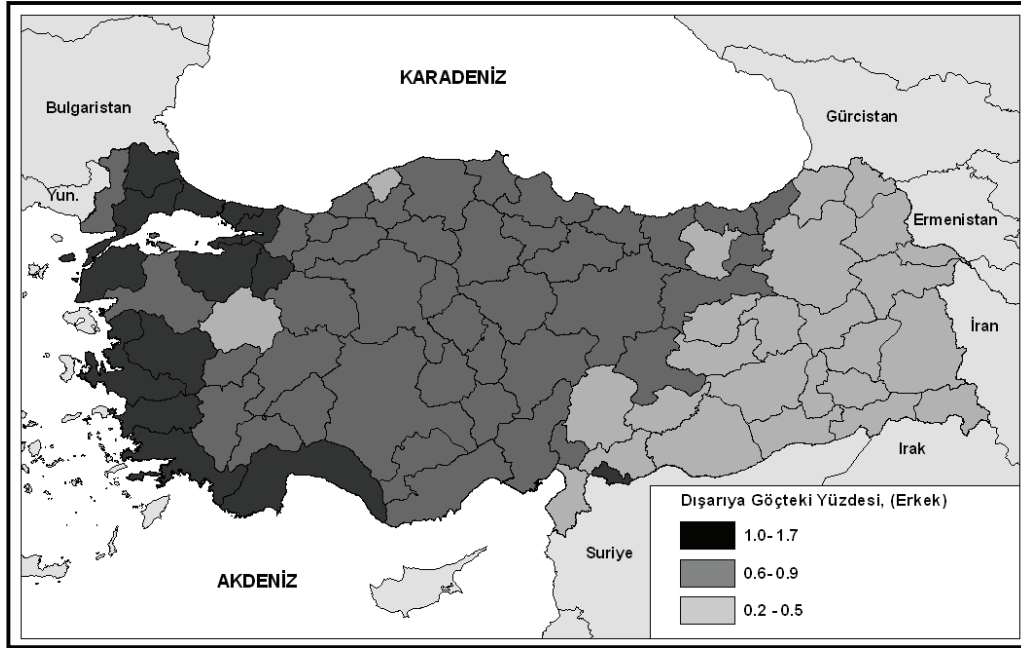 KARADENİZ
Bulgaristan
Gürcistan
Yun.
Ermenistan
İran
Irak
Suriye
AKDENİZ
Dışarıya Göçteki Yüzdesi, (Erkek)
1.0- 1.7
0.6- 0.9
0.2 - 0.5